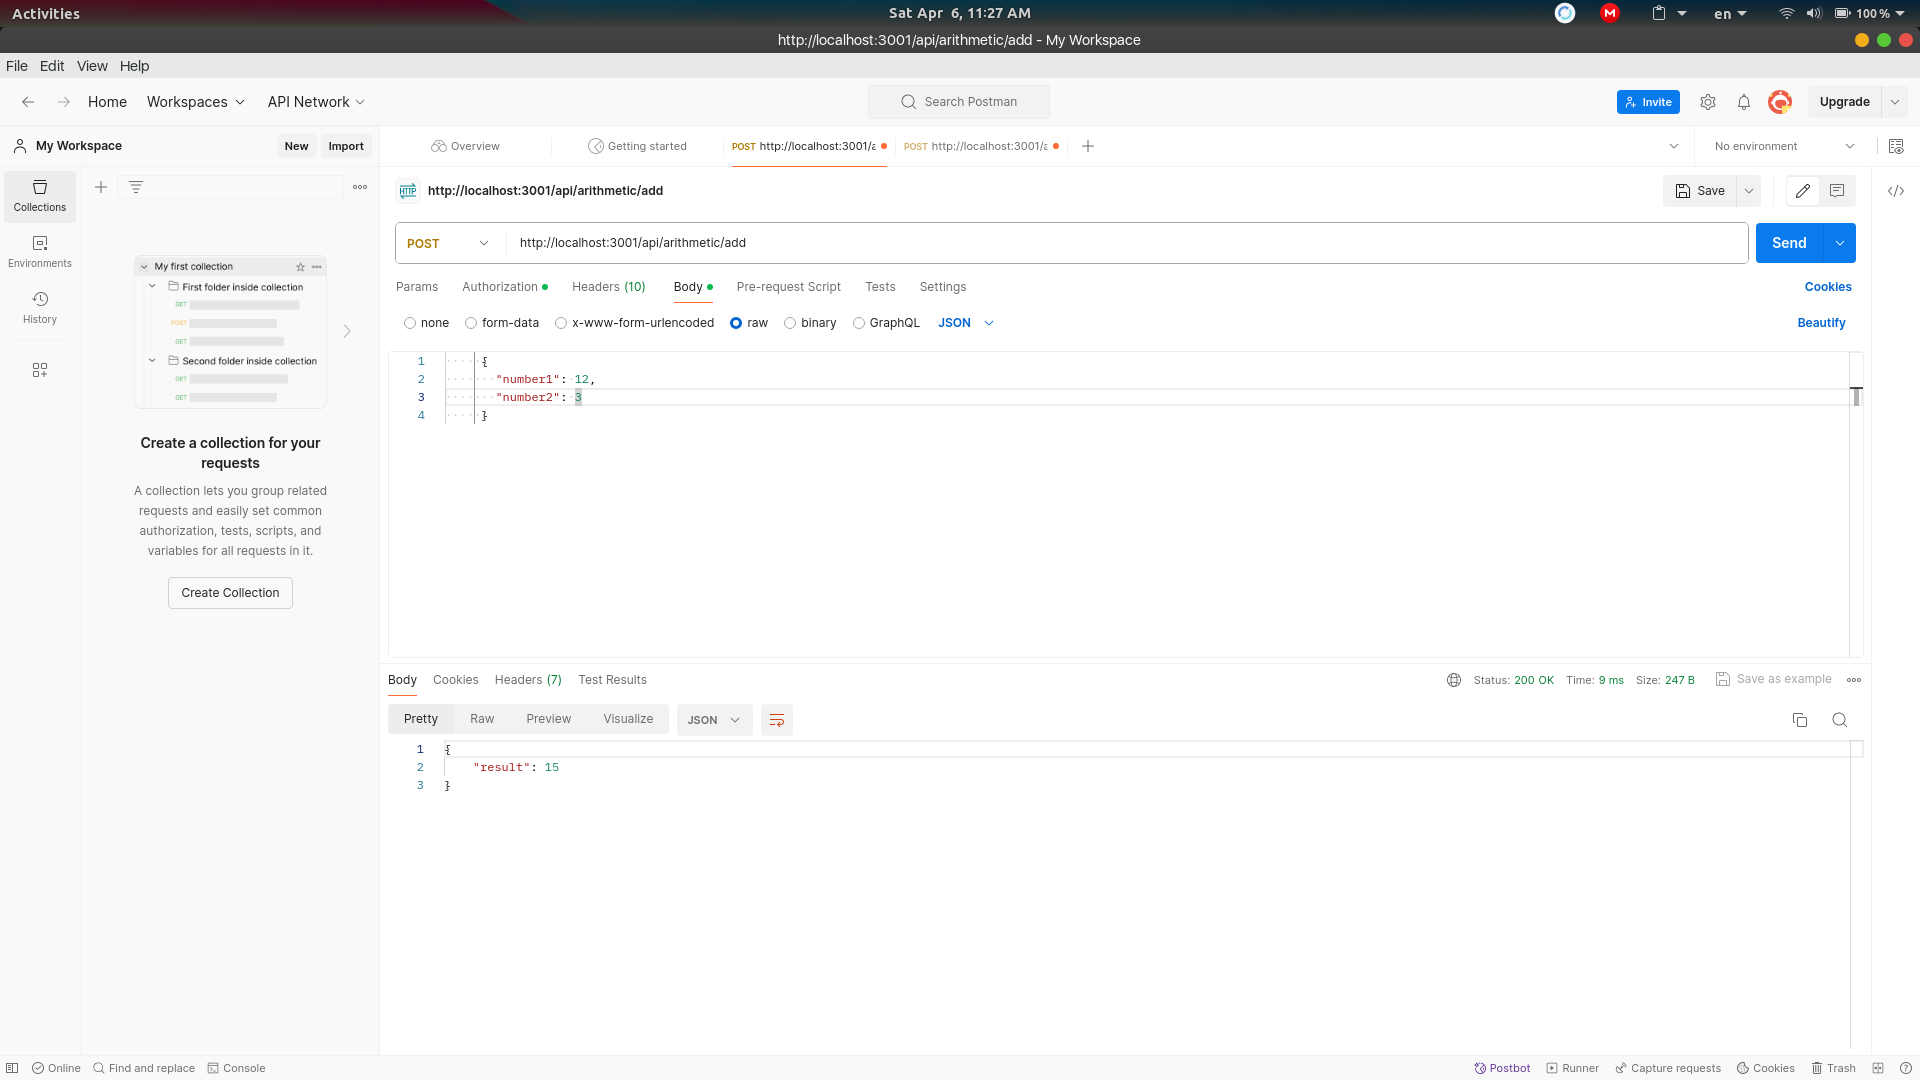 Activities
Sat Apr 6, 11:27 AM
M
en
100 %
http://localhost:3001/api/arithmetic/add - My Workspace
File Edit View Help
Home Workspaces API Network
Search Postman
Invite
Upgrade
My Workspace
New
Import
Overview
Getting started
POST http://localhost:3001/a
POST http://localhost:3001/a
No environment
Collections
HTTP http://localhost:3001/api/arithmetic/add
Save
Environments
History
POST
http://localhost:3001/api/arithmetic/add
Send
Params Authorization Headers (10) Body Pre-request Script Tests Settings
Cookies
none form-data x-www-form-urlencoded raw binary GraphQL JSON
Beautify
My first collection
First folder inside collection
GET
POST
GET
Second folder inside collection
GET
GET
Create a collection for your
requests
A collection lets you group related
requests and easily set common
authorization, tests, scripts, and
variables for all requests in it.
Create Collection
1 {
2 "number1": 12,
3 "number2": 3
4 }
Body Cookies Headers (7) Test Results
Status: 200 OK Time: 9 ms Size: 247 B
Save as example
Pretty Raw Preview Visualize JSON
1 {
2 "result": 15
3 }
Online Find and replace Console
Postbot Runner Capture requests Cookies Trash